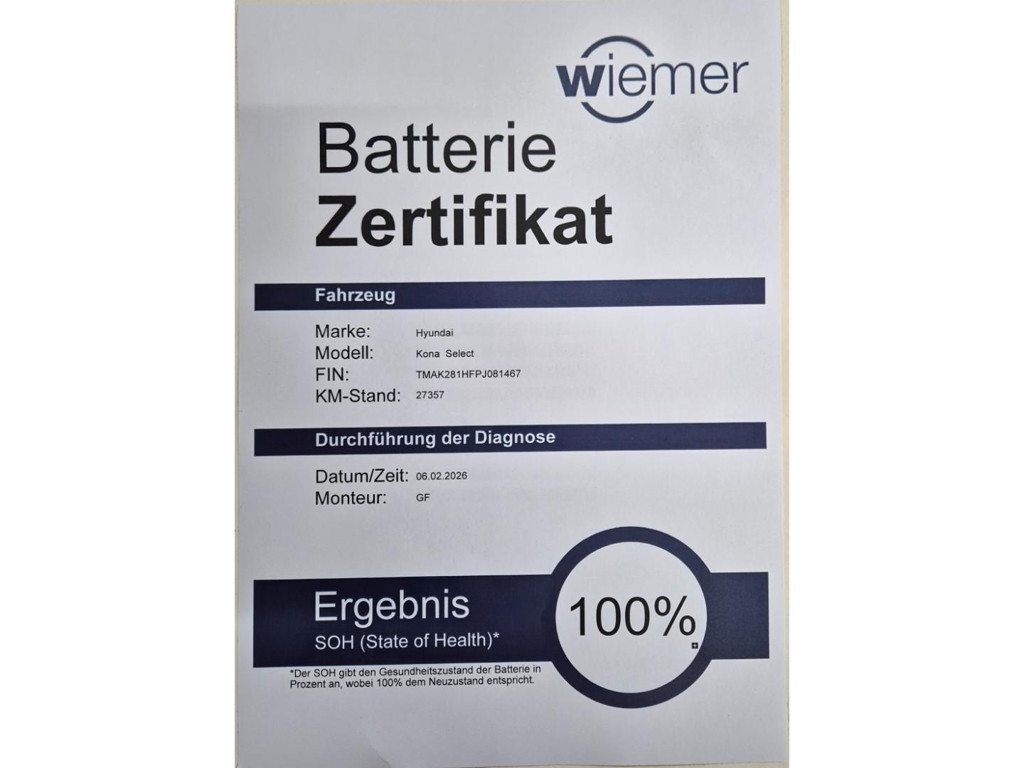 wiemer
Batterie
Zertifikat
Fahrzeug
Marke: Hyundai
Modell: Kona Select
FIN: TMAK281HFPJ081467
KM-Stand: 27357
Durchführung der Diagnose
Datum/Zeit: 06.02.2026
Monteur: GF
Ergebnis
SOH (State of Health)*
100%
*Der SOH gibt den Gesundheitszustand der Batterie in
Prozent an, wobei 100% dem Neuzustand entspricht.